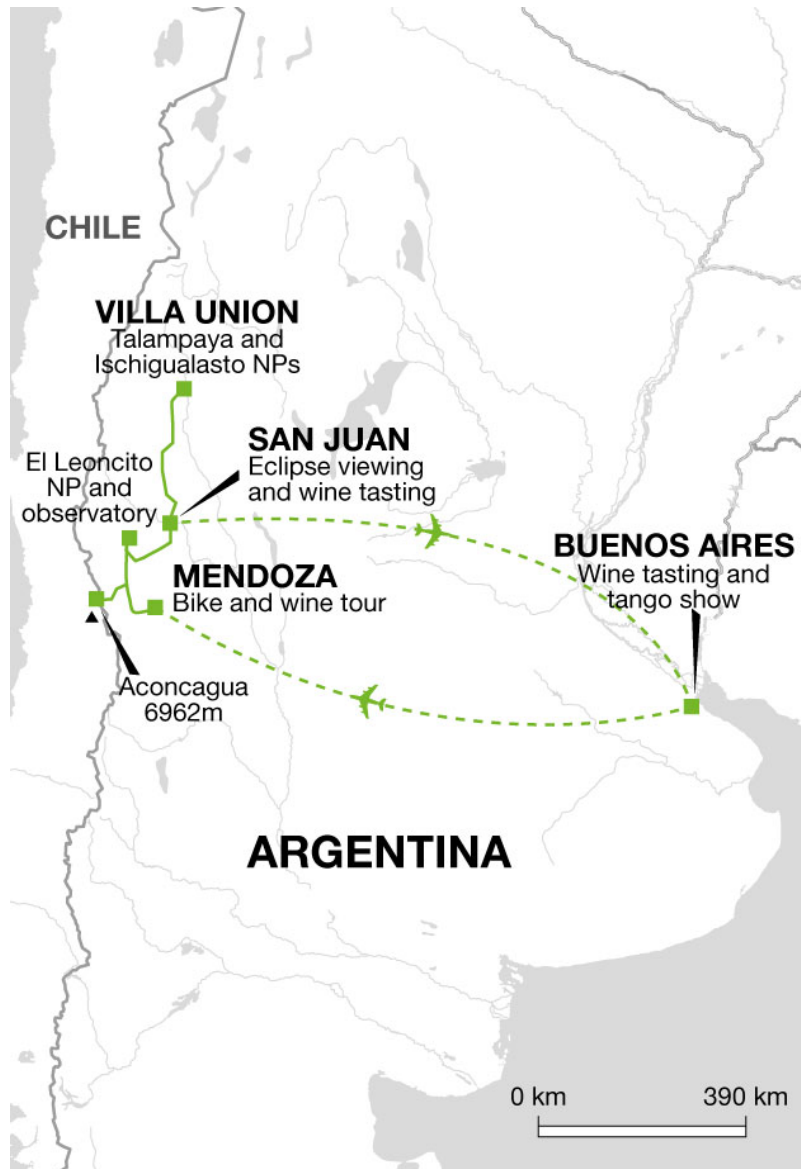 CHILE
VILLA UNION
Talampaya and
Ischigualasto NPs
SAN JUAN
Eclipse viewing
and wine tasting
El Leoncito
NP and
observatory
BUENOS AIRES
Wine tasting and
tango show
MENDOZA
Bike and wine tour
Aconcagua
6962m
ARGENTINA
0 km 390 km